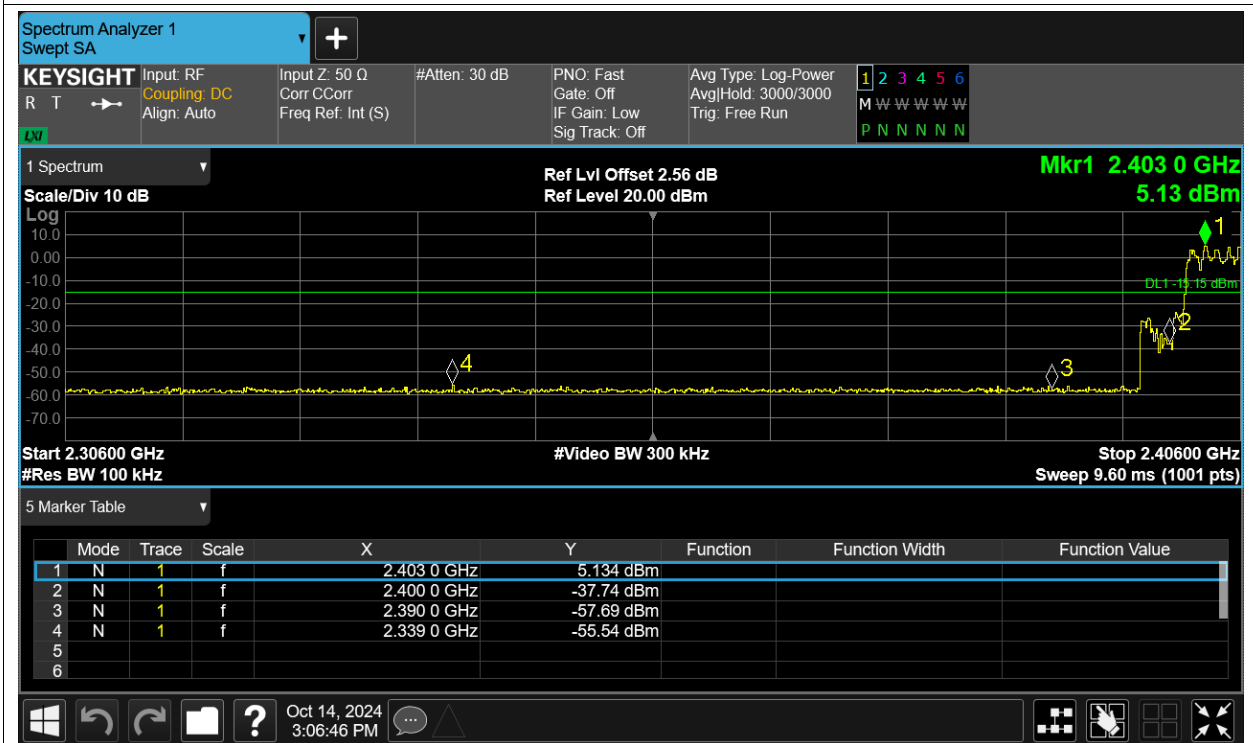 Spectrum Analyzer 1
Swept SA
+
KEYSIGHT
R T
LXI
Input: RF
Coupling: DC
Align: Auto
Input Z: 50 Ω
Corr CCorr
Freq Ref: Int (S)
#Atten: 30 dB
PNO: Fast
Gate: Off
IF Gain: Low
Sig Track: Off
Avg Type: Log-Power
Avg|Hold: 3000/3000
Trig: Free Run
1 2 3 4 5 6
M W W W W W
P N N N N N
1 Spectrum
Scale/Div 10 dB
Ref Lvl Offset 2.56 dB
Ref Level 20.00 dBm
Mkr1 2.403 0 GHz
5.13 dBm
Log
10.0
0.00
-10.0
-20.0
-30.0
-40.0
-50.0
-60.0
-70.0
1
DL1 -15.15 dBm
2
3
4
Start 2.30600 GHz
#Res BW 100 kHz
#Video BW 300 kHz
Stop 2.40600 GHz
Sweep 9.60 ms (1001 pts)
5 Marker Table
Mode Trace Scale X Y Function Function Width Function Value
1 N 1 f 2.403 0 GHz 5.134 dBm
2 N 1 f 2.400 0 GHz -37.74 dBm
3 N 1 f 2.390 0 GHz -57.69 dBm
4 N 1 f 2.339 0 GHz -55.54 dBm
5
6
?
Oct 14, 2024
3:06:46 PM